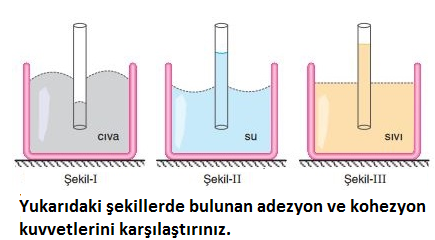 cıva
su
sıvı
Şekil-I
Şekil-II
Şekil-III
Yukarıdaki şekillerde bulunan adezyon ve kohezyon
kuvvetlerini karşılaştırınız.